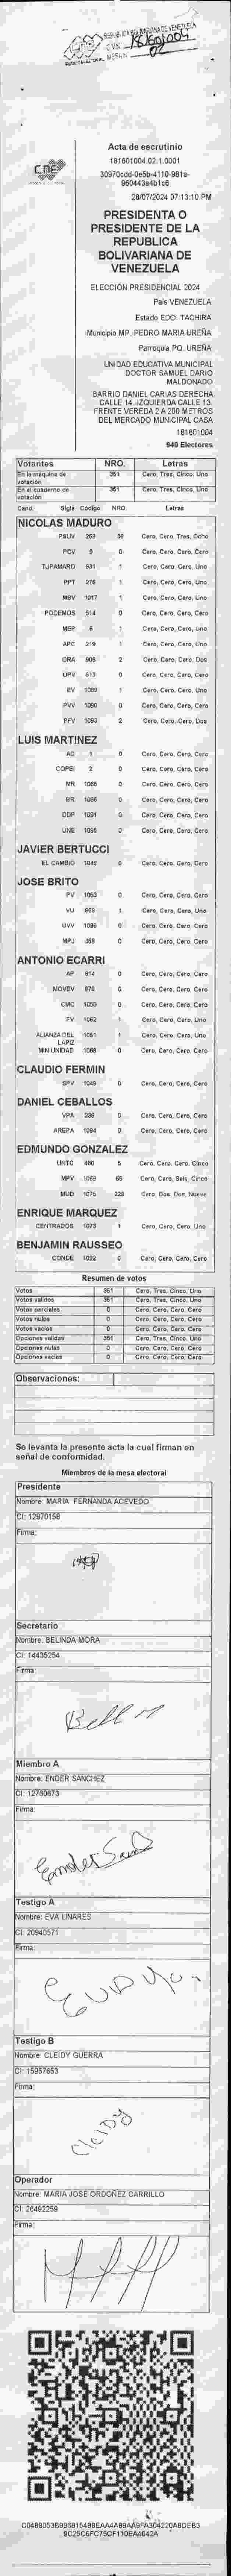 REPUBLICA BOLIVARIANA DE VENEZUELA
181601004
02
CNE
Acta de escrutinio
181601004.02.1.0001
30970cdd-0e5b-4110-981a-
960443a4b1c6
28/07/2024 07:13:10 PM
PRESIDENTA O
PRESIDENTE DE LA
REPUBLICA
BOLIVARIANA DE
VENEZUELA
ELECCIÓN PRESIDENCIAL 2024
País VENEZUELA
Estado EDO. TACHIRA
Municipio MP. PEDRO MARIA UREÑA
Parroquia PQ. UREÑA
UNIDAD EDUCATIVA MUNICIPAL
DOCTOR SAMUEL DARIO
MALDONADO
BARRIO DANIEL CARIAS DERECHA
CALLE 14. IZQUIERDA CALLE 13.
FRENTE VEREDA 2 A 200 METROS
DEL MERCADO MUNICIPAL CASA
181601004
940 Electores
Votantes NRO. Letras
En la máquina de votación 351 Cero, Tres, Cinco, Uno
En el cuaderno de votación 351 Cero, Tres, Cinco, Uno
Cand. Sigla Código NRO. Letras
NICOLAS MADURO
PSUV 269 38 Cero, Cero, Tres, Ocho
PCV 9 0 Cero, Cero, Cero, Cero
TUPAMARO 931 1 Cero, Cero, Cero, Uno
PPT 278 1 Cero, Cero, Cero, Uno
MSV 1017 1 Cero, Cero, Cero, Uno
PODEMOS 514 0 Cero, Cero, Cero, Cero
MEP 6 1 Cero, Cero, Cero, Uno
APC 219 1 Cero, Cero, Cero, Uno
ORA 906 2 Cero, Cero, Cero, Dos
UPV 613 0 Cero, Cero, Cero, Cero
EV 1089 1 Cero, Cero, Cero, Uno
PVV 1090 0 Cero, Cero, Cero, Cero
PFV 1093 2 Cero, Cero, Cero, Dos
LUIS MARTINEZ
AD 1 0 Cero, Cero, Cero, Cero
COPEI 2 0 Cero, Cero, Cero, Cero
MR 1066 0 Cero, Cero, Cero, Cero
BR 1086 0 Cero, Cero, Cero, Cero
DDP 1091 0 Cero, Cero, Cero, Cero
UNE 1096 0 Cero, Cero, Cero, Cero
JAVIER BERTUCCI
EL CAMBIO 1046 0 Cero, Cero, Cero, Cero
JOSE BRITO
PV 1053 0 Cero, Cero, Cero, Cero
VU 969 1 Cero, Cero, Cero, Uno
UVV 1098 0 Cero, Cero, Cero, Cero
MPJ 458 0 Cero, Cero, Cero, Cero
ANTONIO ECARRI
AP 814 0 Cero, Cero, Cero, Cero
MOVEV 879 0 Cero, Cero, Cero, Cero
CMC 1050 0 Cero, Cero, Cero, Cero
FV 1062 1 Cero, Cero, Cero, Uno
ALIANZA DEL LAPIZ 1051 1 Cero, Cero, Cero, Uno
MIN UNIDAD 1068 0 Cero, Cero, Cero, Cero
CLAUDIO FERMIN
SPV 1049 0 Cero, Cero, Cero, Cero
DANIEL CEBALLOS
VPA 236 0 Cero, Cero, Cero, Cero
AREPA 1094 0 Cero, Cero, Cero, Cero
EDMUNDO GONZALEZ
UNTC 460 5 Cero, Cero, Cero, Cinco
MPV 1059 65 Cero, Cero, Seis, Cinco
MUD 1075 229 Cero, Dos, Dos, Nueve
ENRIQUE MARQUEZ
CENTRADOS 1073 1 Cero, Cero, Cero, Uno
BENJAMIN RAUSSEO
CONDE 1092 0 Cero, Cero, Cero, Cero
Resumen de votos
Votos 351 Cero, Tres, Cinco, Uno
Votos validos 351 Cero, Tres, Cinco, Uno
Votos parciales 0 Cero, Cero, Cero, Cero
Votos nulos 0 Cero, Cero, Cero, Cero
Votos vacios 0 Cero, Cero, Cero, Cero
Opciones validas 351 Cero, Tres, Cinco, Uno
Opciones nulas 0 Cero, Cero, Cero, Cero
Opciones vacias 0 Cero, Cero, Cero, Cero
Observaciones:
Se levanta la presente acta la cual firman en
señal de conformidad.
Miembros de la mesa electoral
Presidente
Nombre: MARIA FERNANDA ACEVEDO
CI: 12970158
Firma:
Secretario
Nombre: BELINDA MORA
CI: 14435264
Firma:
Bell M
Miembro A
Nombre: ENDER SANCHEZ
CI: 12760673
Firma:
Testigo A
Nombre: EVA LINARES
CI: 20940571
Firma:
Testigo B
Nombre: CLEIDY GUERRA
CI: 15957653
Firma:
Cleidy
Operador
Nombre: MARIA JOSE ORDOÑEZ CARRILLO
CI: 26492259
Firma: